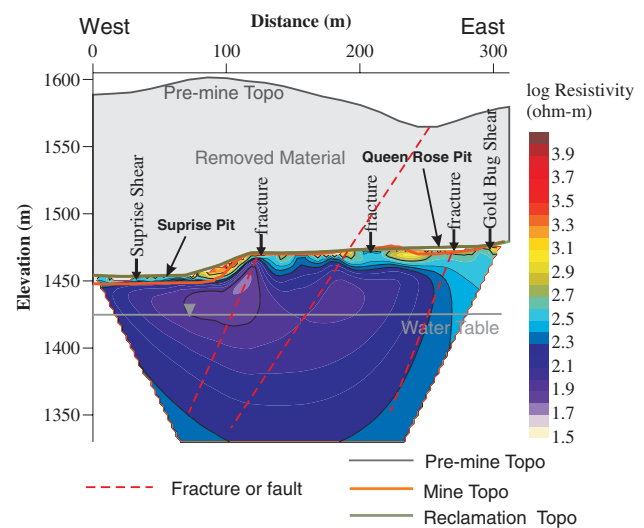 West
Distance (m)
East
0
100
200
300
Elevation (m)
1600
1550
1500
1450
1400
1350
Pre-mine Topo
Removed Material
Suprise Shear
Suprise Pit
fracture
fracture
Queen Rose Pit
fracture
Gold Bug Shear
Water Table
log Resistivity
(ohm-m)
3.9
3.7
3.5
3.3
3.1
2.9
2.7
2.5
2.3
2.1
1.9
1.7
1.5
Fracture or fault
Pre-mine Topo
Mine Topo
Reclamation Topo